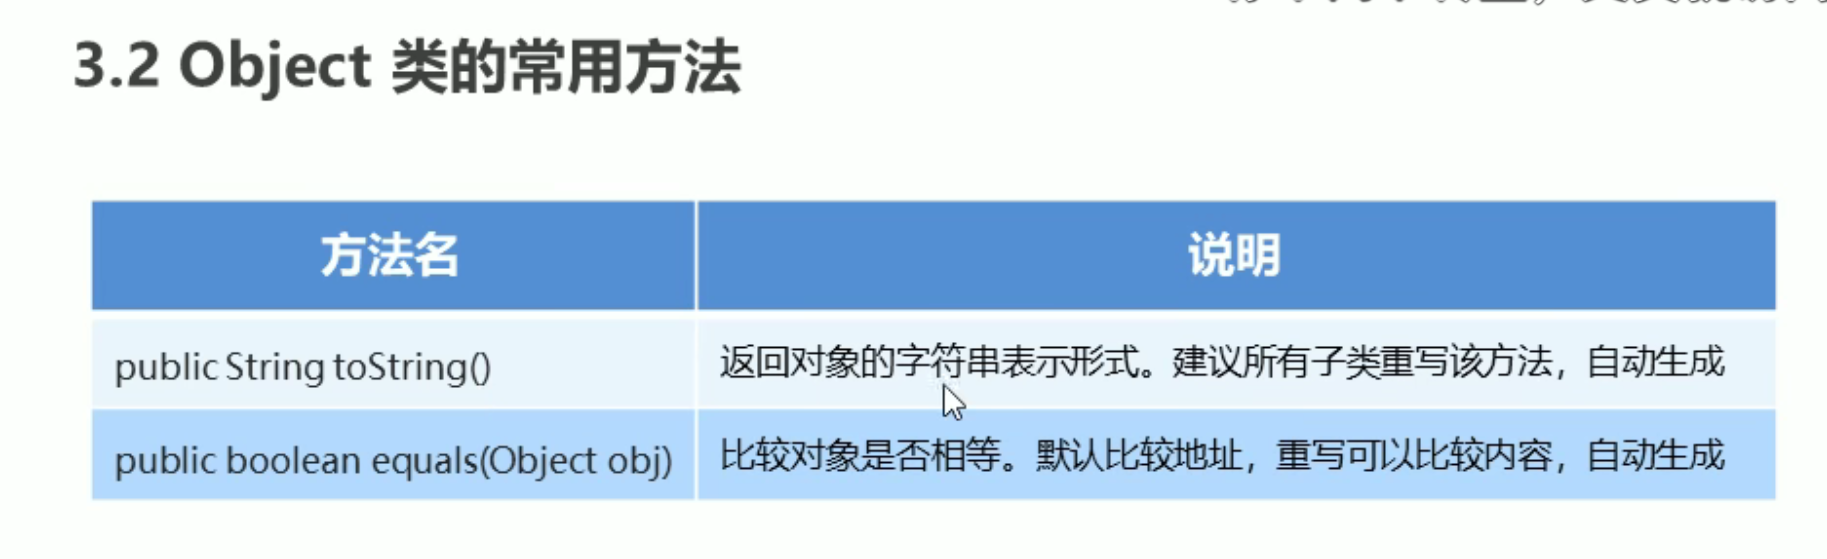 3.2 Object 类的常用方法
方法名
说明
public String toString()
返回对象的字符串表示形式。建议所有子类重写该方法，自动生成
public boolean equals(Object obj)
比较对象是否相等。默认比较地址，重写可以比较内容，自动生成